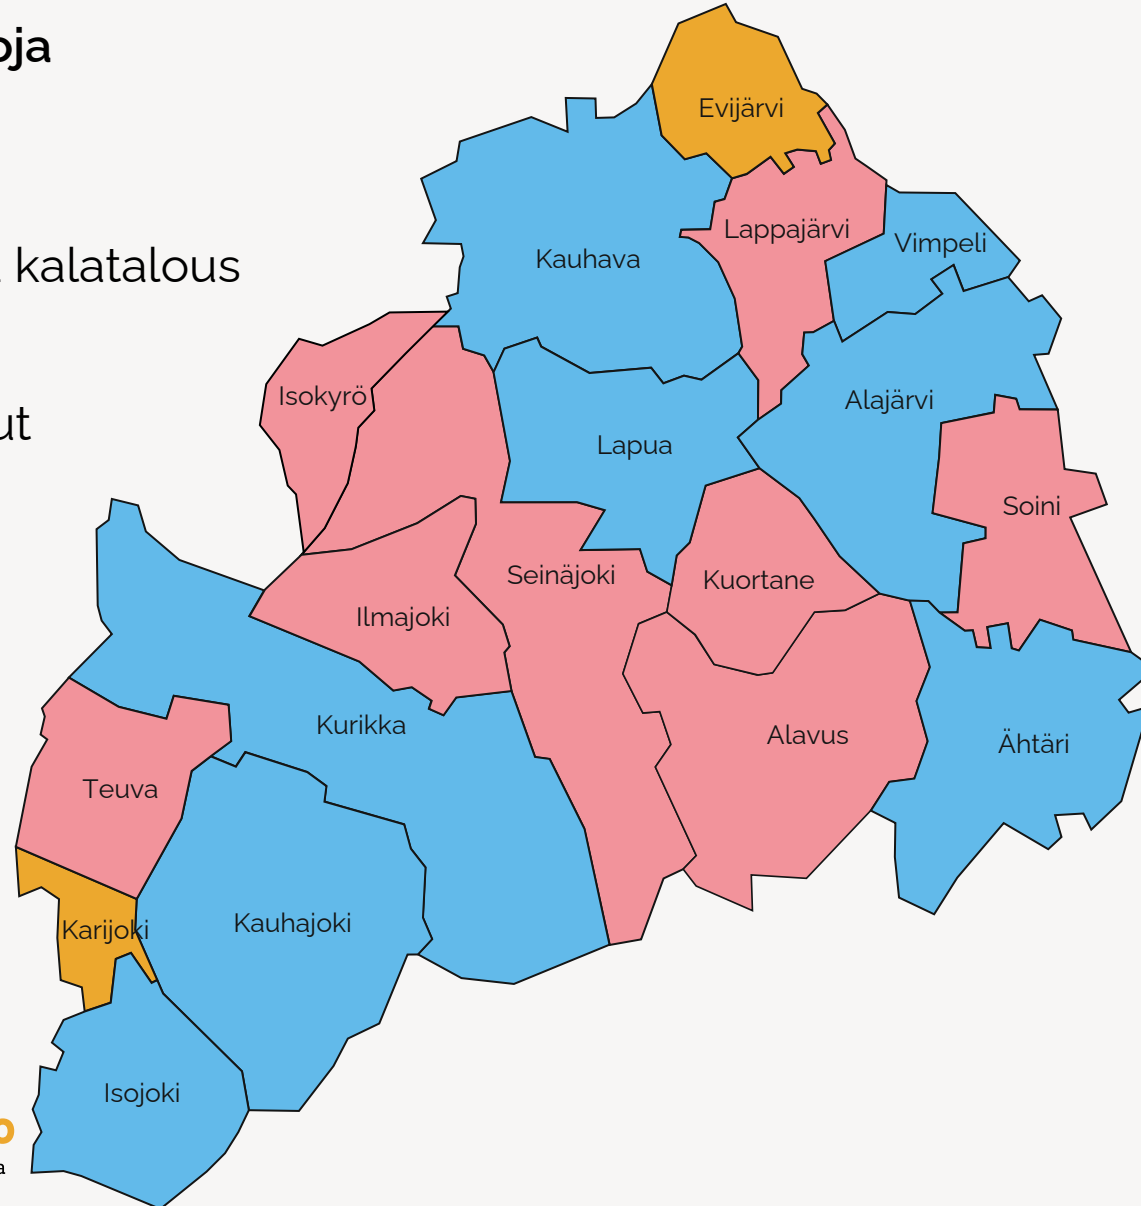 oja
Evijärvi
Lappajärvi
Vimpeli
kalatalous
Kauhava
Isokyrö
Alajärvi
ut
Lapua
Soini
Seinäjoki
Kuortane
Ilmajoki
Kurikka
Alavus
Ähtäri
Teuva
Karijoki
Kauhajoki
Isojoki
a